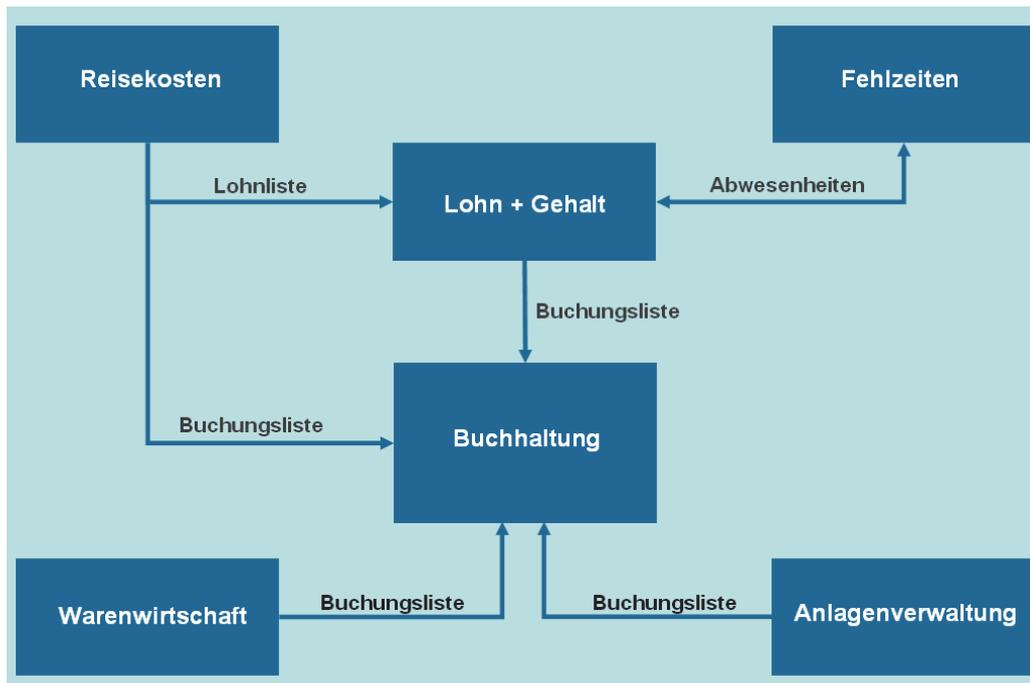 Reisekosten
Fehlzeiten
Lohnliste
Lohn + Gehalt
Abwesenheiten
Buchungsliste
Buchungsliste
Buchhaltung
Warenwirtschaft
Buchungsliste
Buchungsliste
Anlagenverwaltung